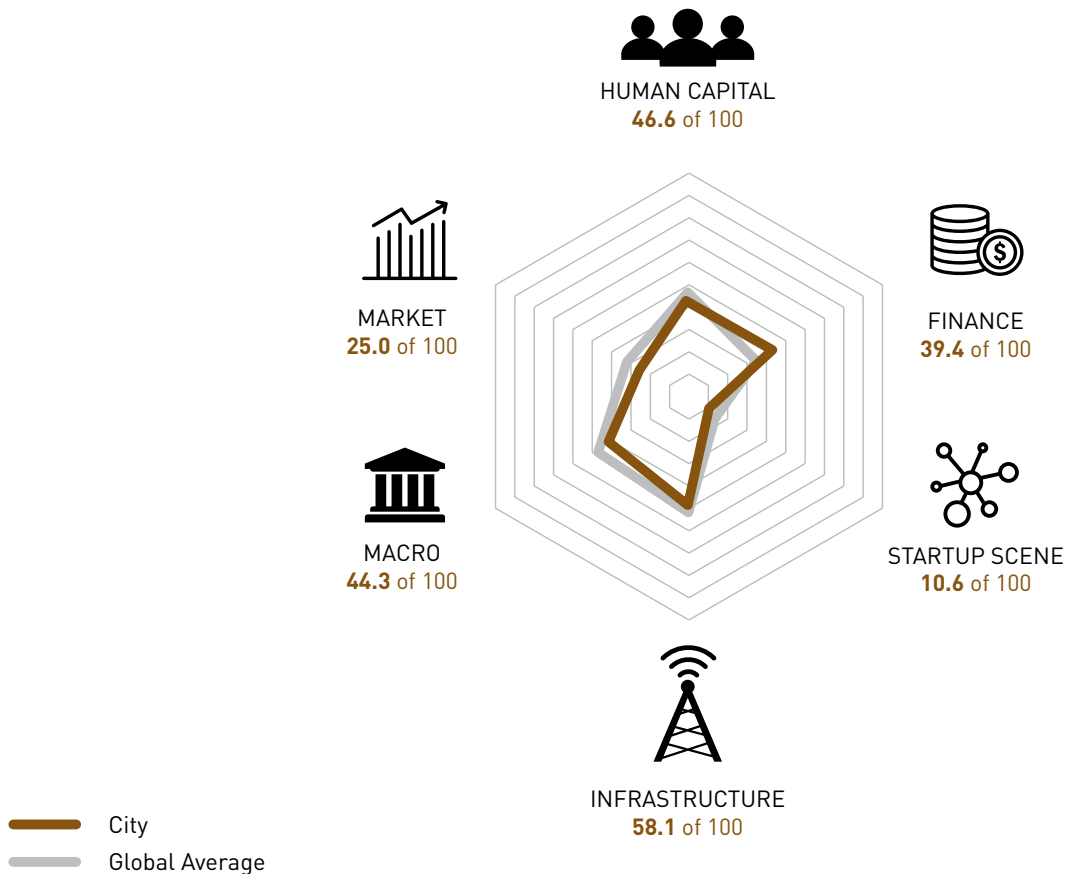 HUMAN CAPITAL
46.6 of 100
MARKET
25.0 of 100
$
FINANCE
39.4 of 100
MACRO
44.3 of 100
STARTUP SCENE
10.6 of 100
INFRASTRUCTURE
58.1 of 100
City
Global Average